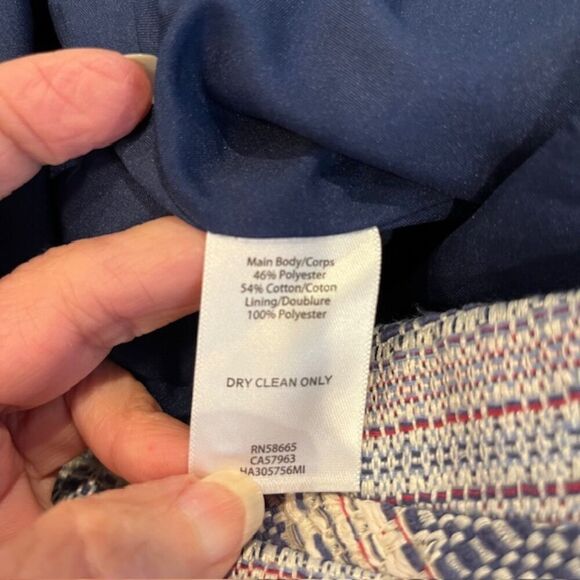 Main Body/Corps
46% Polyester
54% Cotton/Coton
Lining/Doublure
100% Polyester
DRY CLEAN ONLY
RN58665
CA57963
HA305756MI